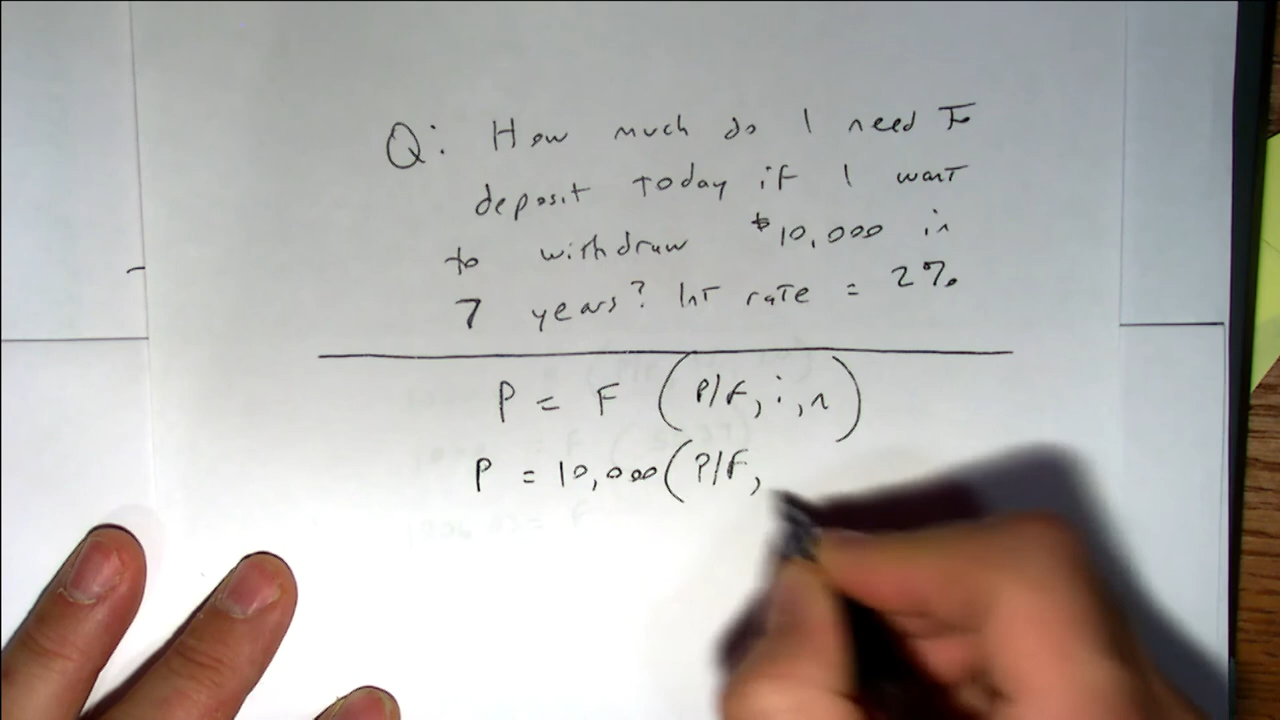 Q: How much do I need to
deposit today if I want
to withdraw $10,000 in
7 years? Int rate = 2%
P = F (P/F, i, n)
P = 10,000 (P/F,